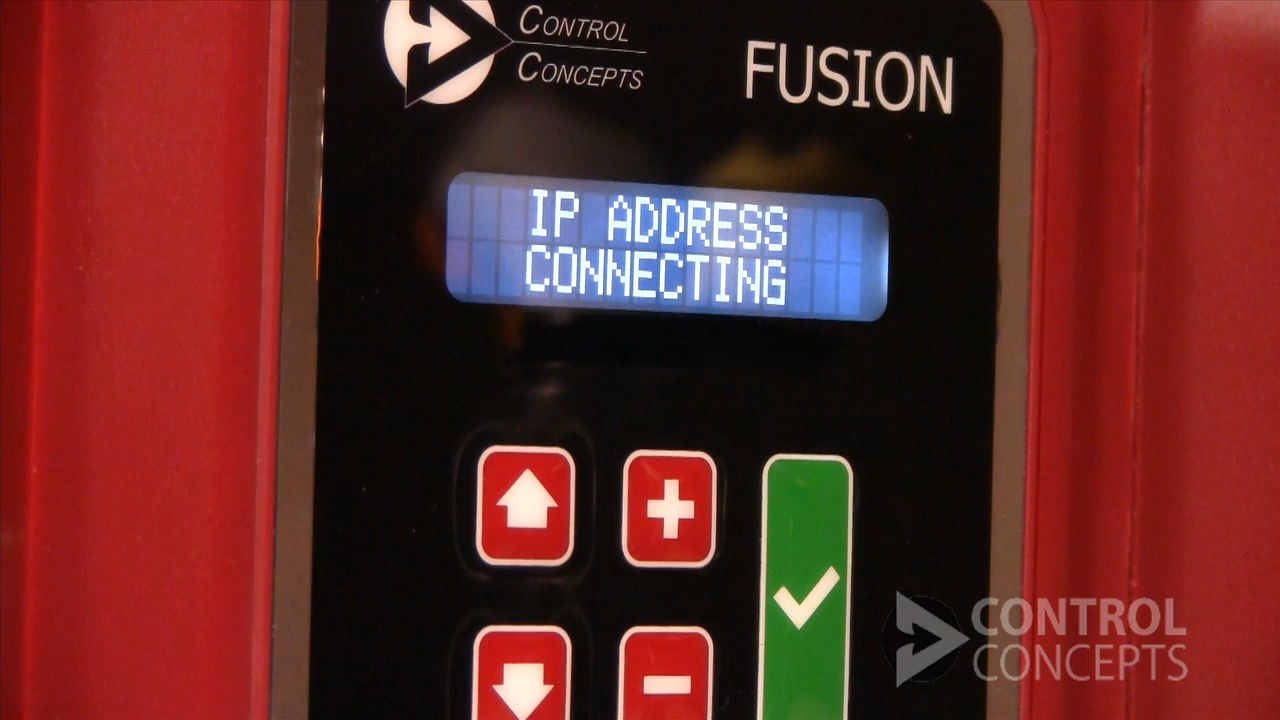 CONTROL
CONCEPTS
FUSION
IP ADDRESS
CONNECTING
CONTROL
CONCEPTS